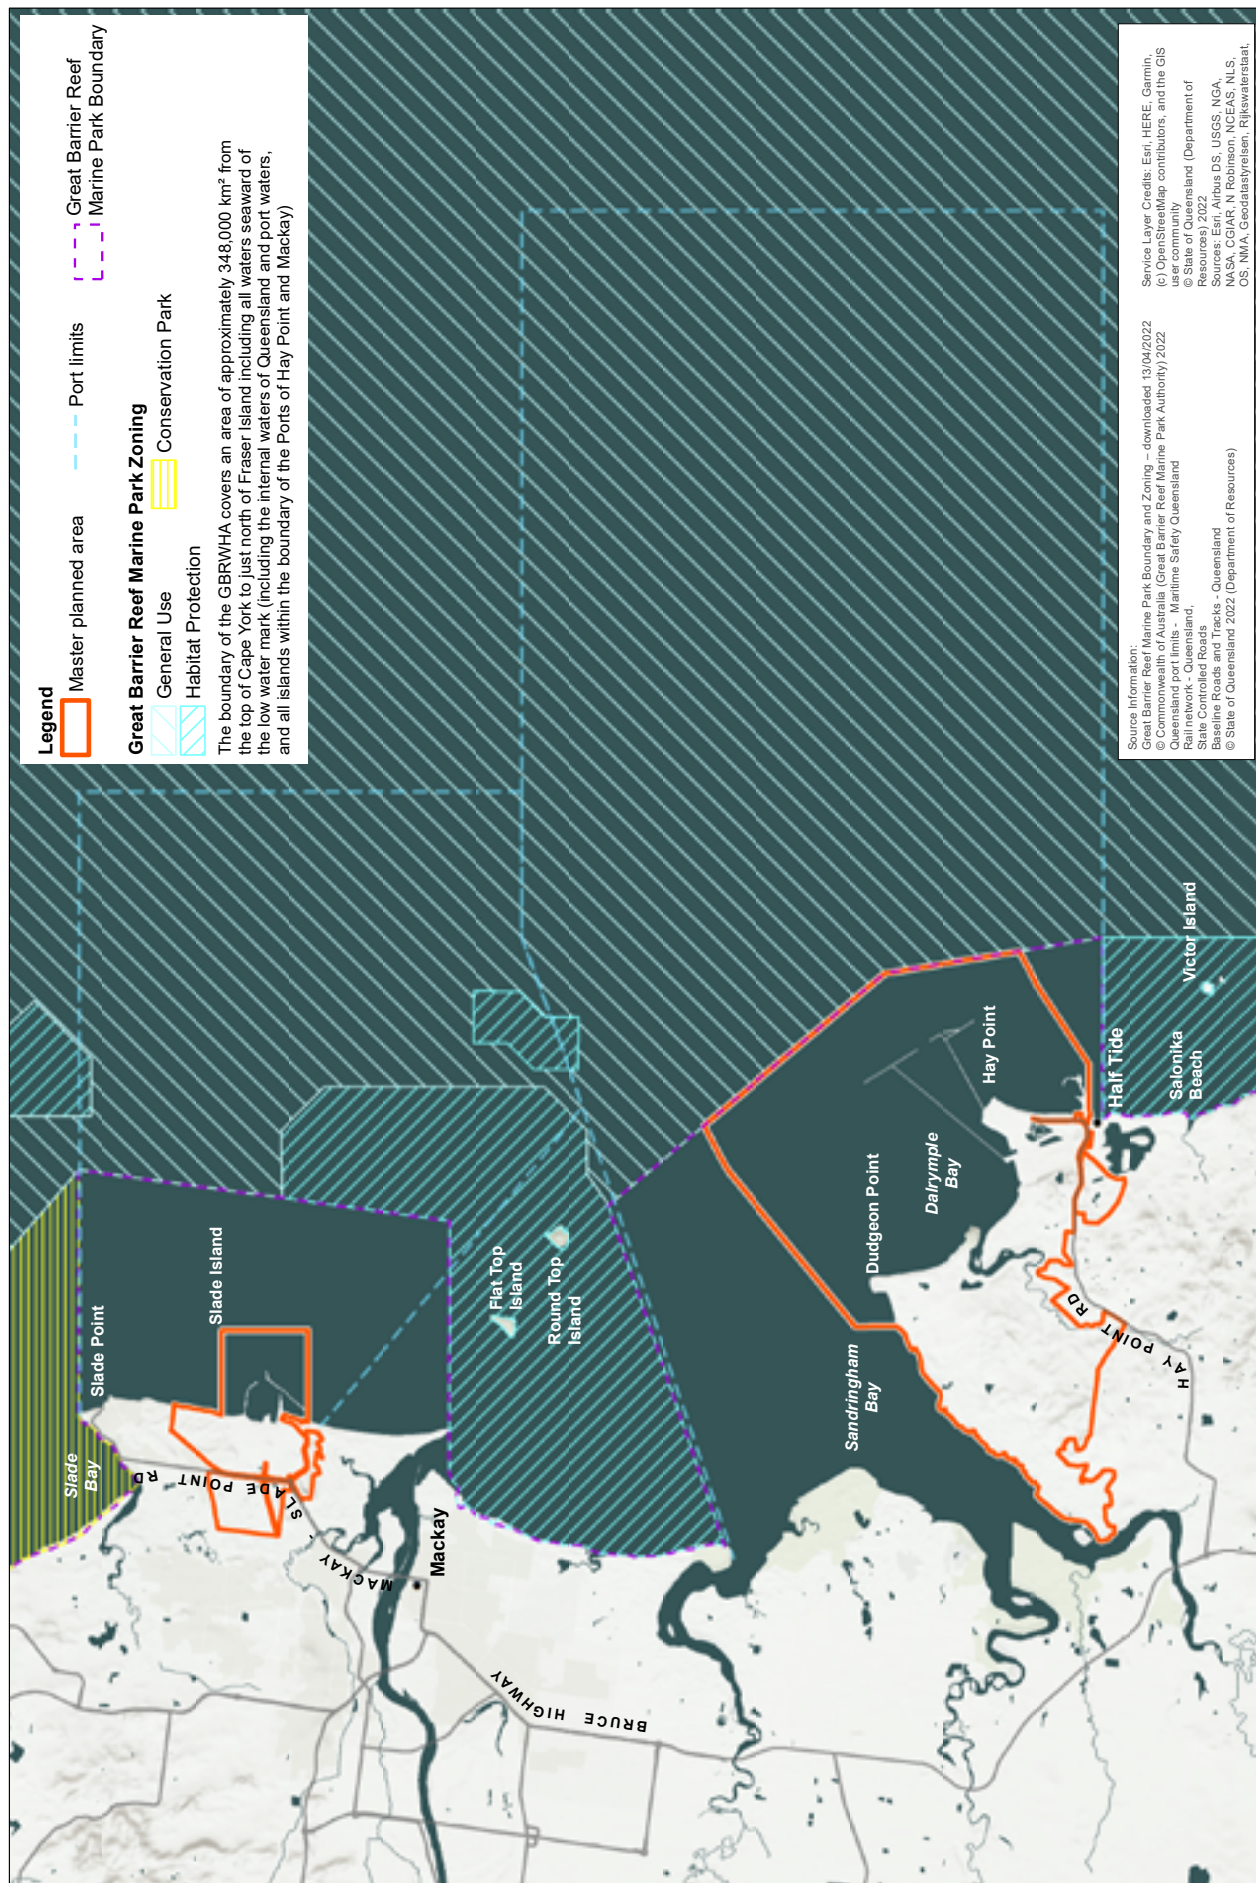 Legend
Master planned area
Port limits
Great Barrier Reef
Marine Park Boundary
Great Barrier Reef Marine Park Zoning
General Use
Conservation Park
Habitat Protection
The boundary of the GBRWHA covers an area of approximately 348,000 km² from
the top of Cape York to just north of Fraser Island including all waters seaward of
the low water mark (including the internal waters of Queensland and port waters,
and all islands within the boundary of the Ports of Hay Point and Mackay)
Slade
Bay
Slade Point
Slade Island
MACKAY - SLADE POINT RD
Mackay
Flat Top
Island
Round Top
Island
BRUCE HIGHWAY
Sandringham
Bay
Dudgeon Point
Dalrymple
Bay
Hay Point
HAY POINT RD
Half Tide
Salonika
Beach
Victor Island
Source Information:
Great Barrier Reef Marine Park Boundary and Zoning – downloaded 13/04/2022
© Commonwealth of Australia (Great Barrier Reef Marine Park Authority) 2022
Queensland port limits - Maritime Safety Queensland
Rail network - Queensland,
State Controlled Roads
Baseline Roads and Tracks - Queensland
© State of Queensland 2022 (Department of Resources)
Service Layer Credits: Esri, HERE, Garmin,
(c) OpenStreetMap contributors, and the GIS
user community
© State of Queensland (Department of
Resources) 2022
Sources: Esri, Airbus DS, USGS, NGA,
NASA, CGIAR, N Robinson, NCEAS, NLS,
OS, NMA, Geodatastyrelsen, Rijkswaterstaat,